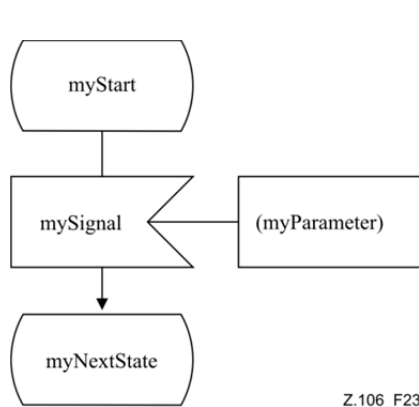 myStart
mySignal
(myParameter)
myNextState
Z.106_F23